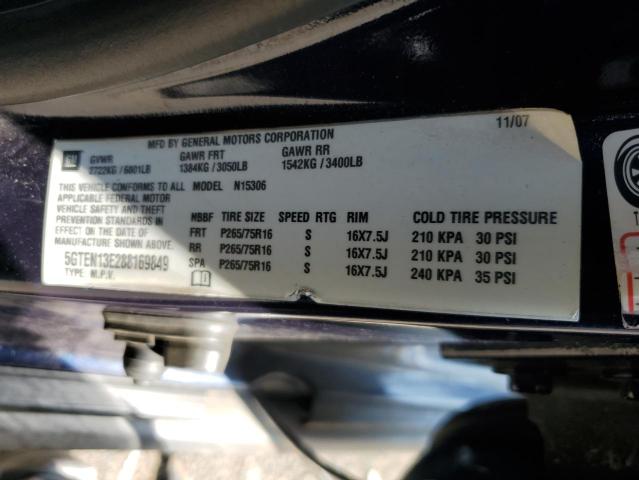 MFD BY GENERAL MOTORS CORPORATION 11/07
GM GVWR GAWR FRT GAWR RR
2722KG / 6001LB 1384KG / 3050LB 1542KG / 3400LB
THIS VEHICLE CONFORMS TO ALL MODEL N15306
APPLICABLE FEDERAL MOTOR
VEHICLE SAFETY AND THEFT
PREVENTION STANDARDS IN
EFFECT ON THE DATE OF
MANUFACTURE SHOWN ABOVE.
5GTEN13E288169849
TYPE: M.P.V.
NBBF TIRE SIZE SPEED RTG RIM COLD TIRE PRESSURE
FRT P265/75R16 S 16X7.5J 210 KPA 30 PSI
RR P265/75R16 S 16X7.5J 210 KPA 30 PSI
SPA P265/75R16 S 16X7.5J 240 KPA 35 PSI